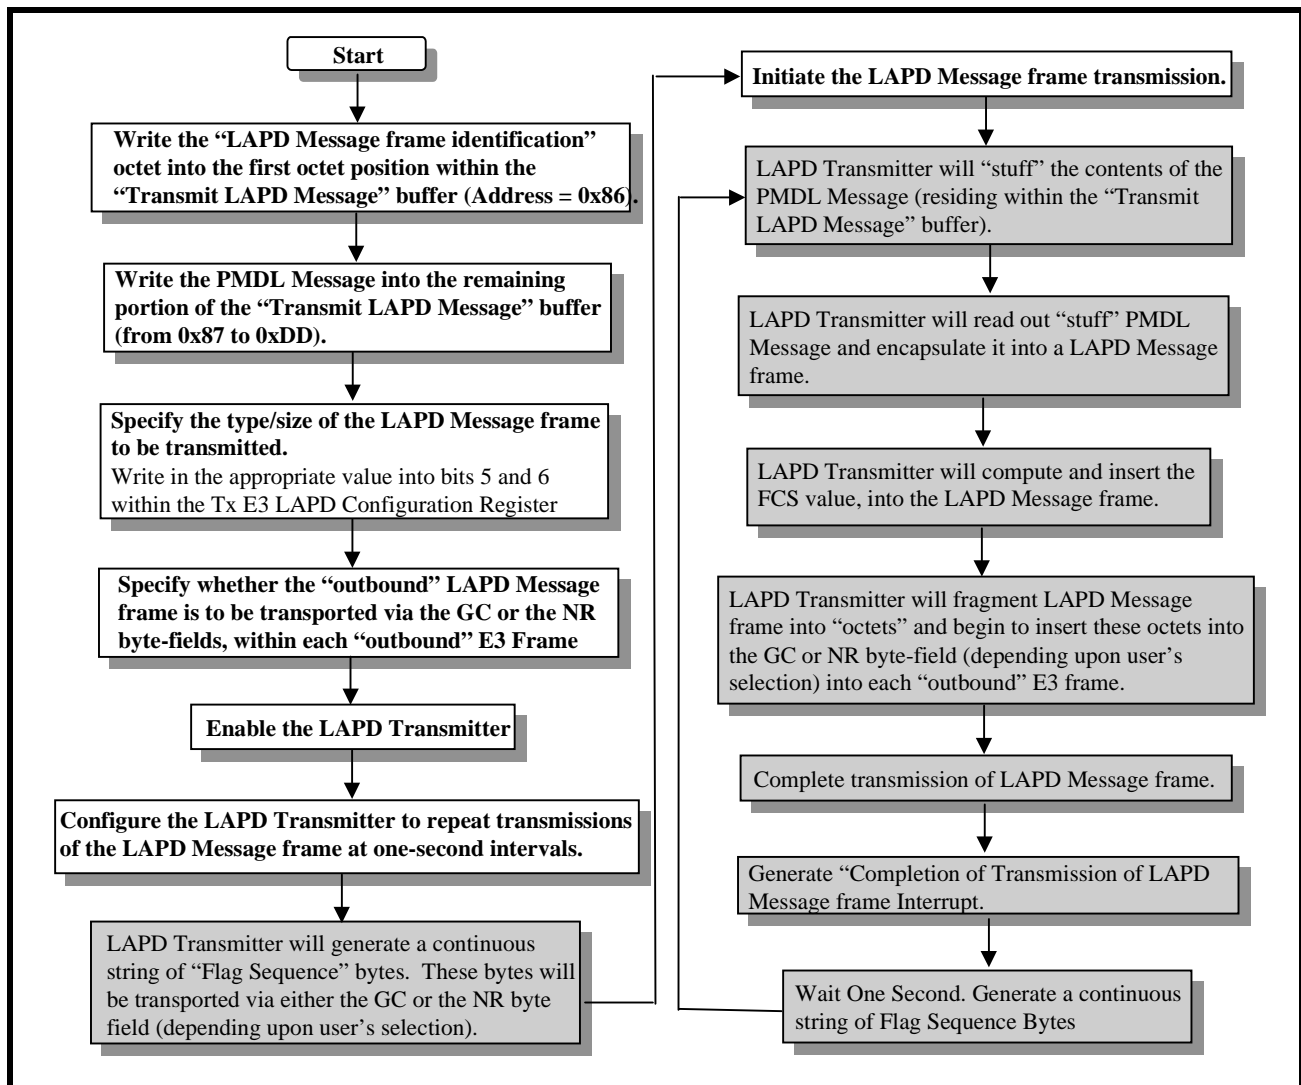 Start
Write the “LAPD Message frame identification”
octet into the first octet position within the
“Transmit LAPD Message” buffer (Address = 0x86).
Write the PMDL Message into the remaining
portion of the “Transmit LAPD Message” buffer
(from 0x87 to 0xDD).
Specify the type/size of the LAPD Message frame
to be transmitted.
Write in the appropriate value into bits 5 and 6
within the Tx E3 LAPD Configuration Register
Specify whether the “outbound” LAPD Message
frame is to be transported via the GC or the NR
byte-fields, within each “outbound” E3 Frame
Enable the LAPD Transmitter
Configure the LAPD Transmitter to repeat transmissions
of the LAPD Message frame at one-second intervals.
LAPD Transmitter will generate a continuous
string of “Flag Sequence” bytes. These bytes will
be transported via either the GC or the NR byte
field (depending upon user’s selection).
Initiate the LAPD Message frame transmission.
LAPD Transmitter will “stuff” the contents of the
PMDL Message (residing within the “Transmit
LAPD Message” buffer).
LAPD Transmitter will read out “stuff” PMDL
Message and encapsulate it into a LAPD Message
frame.
LAPD Transmitter will compute and insert the
FCS value, into the LAPD Message frame.
LAPD Transmitter will fragment LAPD Message
frame into “octets” and begin to insert these octets into
the GC or NR byte-field (depending upon user’s
selection) into each “outbound” E3 frame.
Complete transmission of LAPD Message frame.
Generate “Completion of Transmission of LAPD
Message frame Interrupt.
Wait One Second. Generate a continuous
string of Flag Sequence Bytes